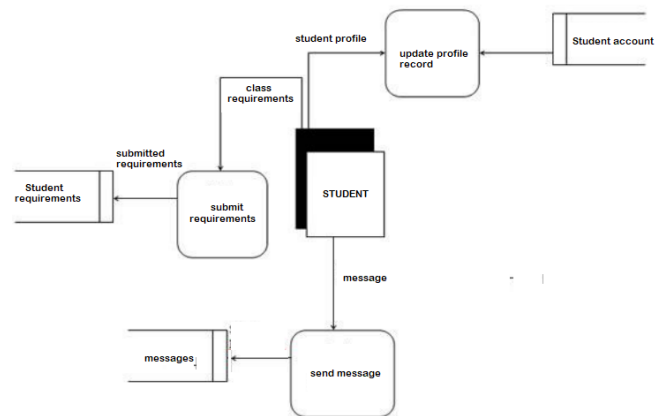 student profile
update profile
record
Student account
class
requirements
submitted
requirements
Student
requirements
submit
requirements
STUDENT
message
messages
send message